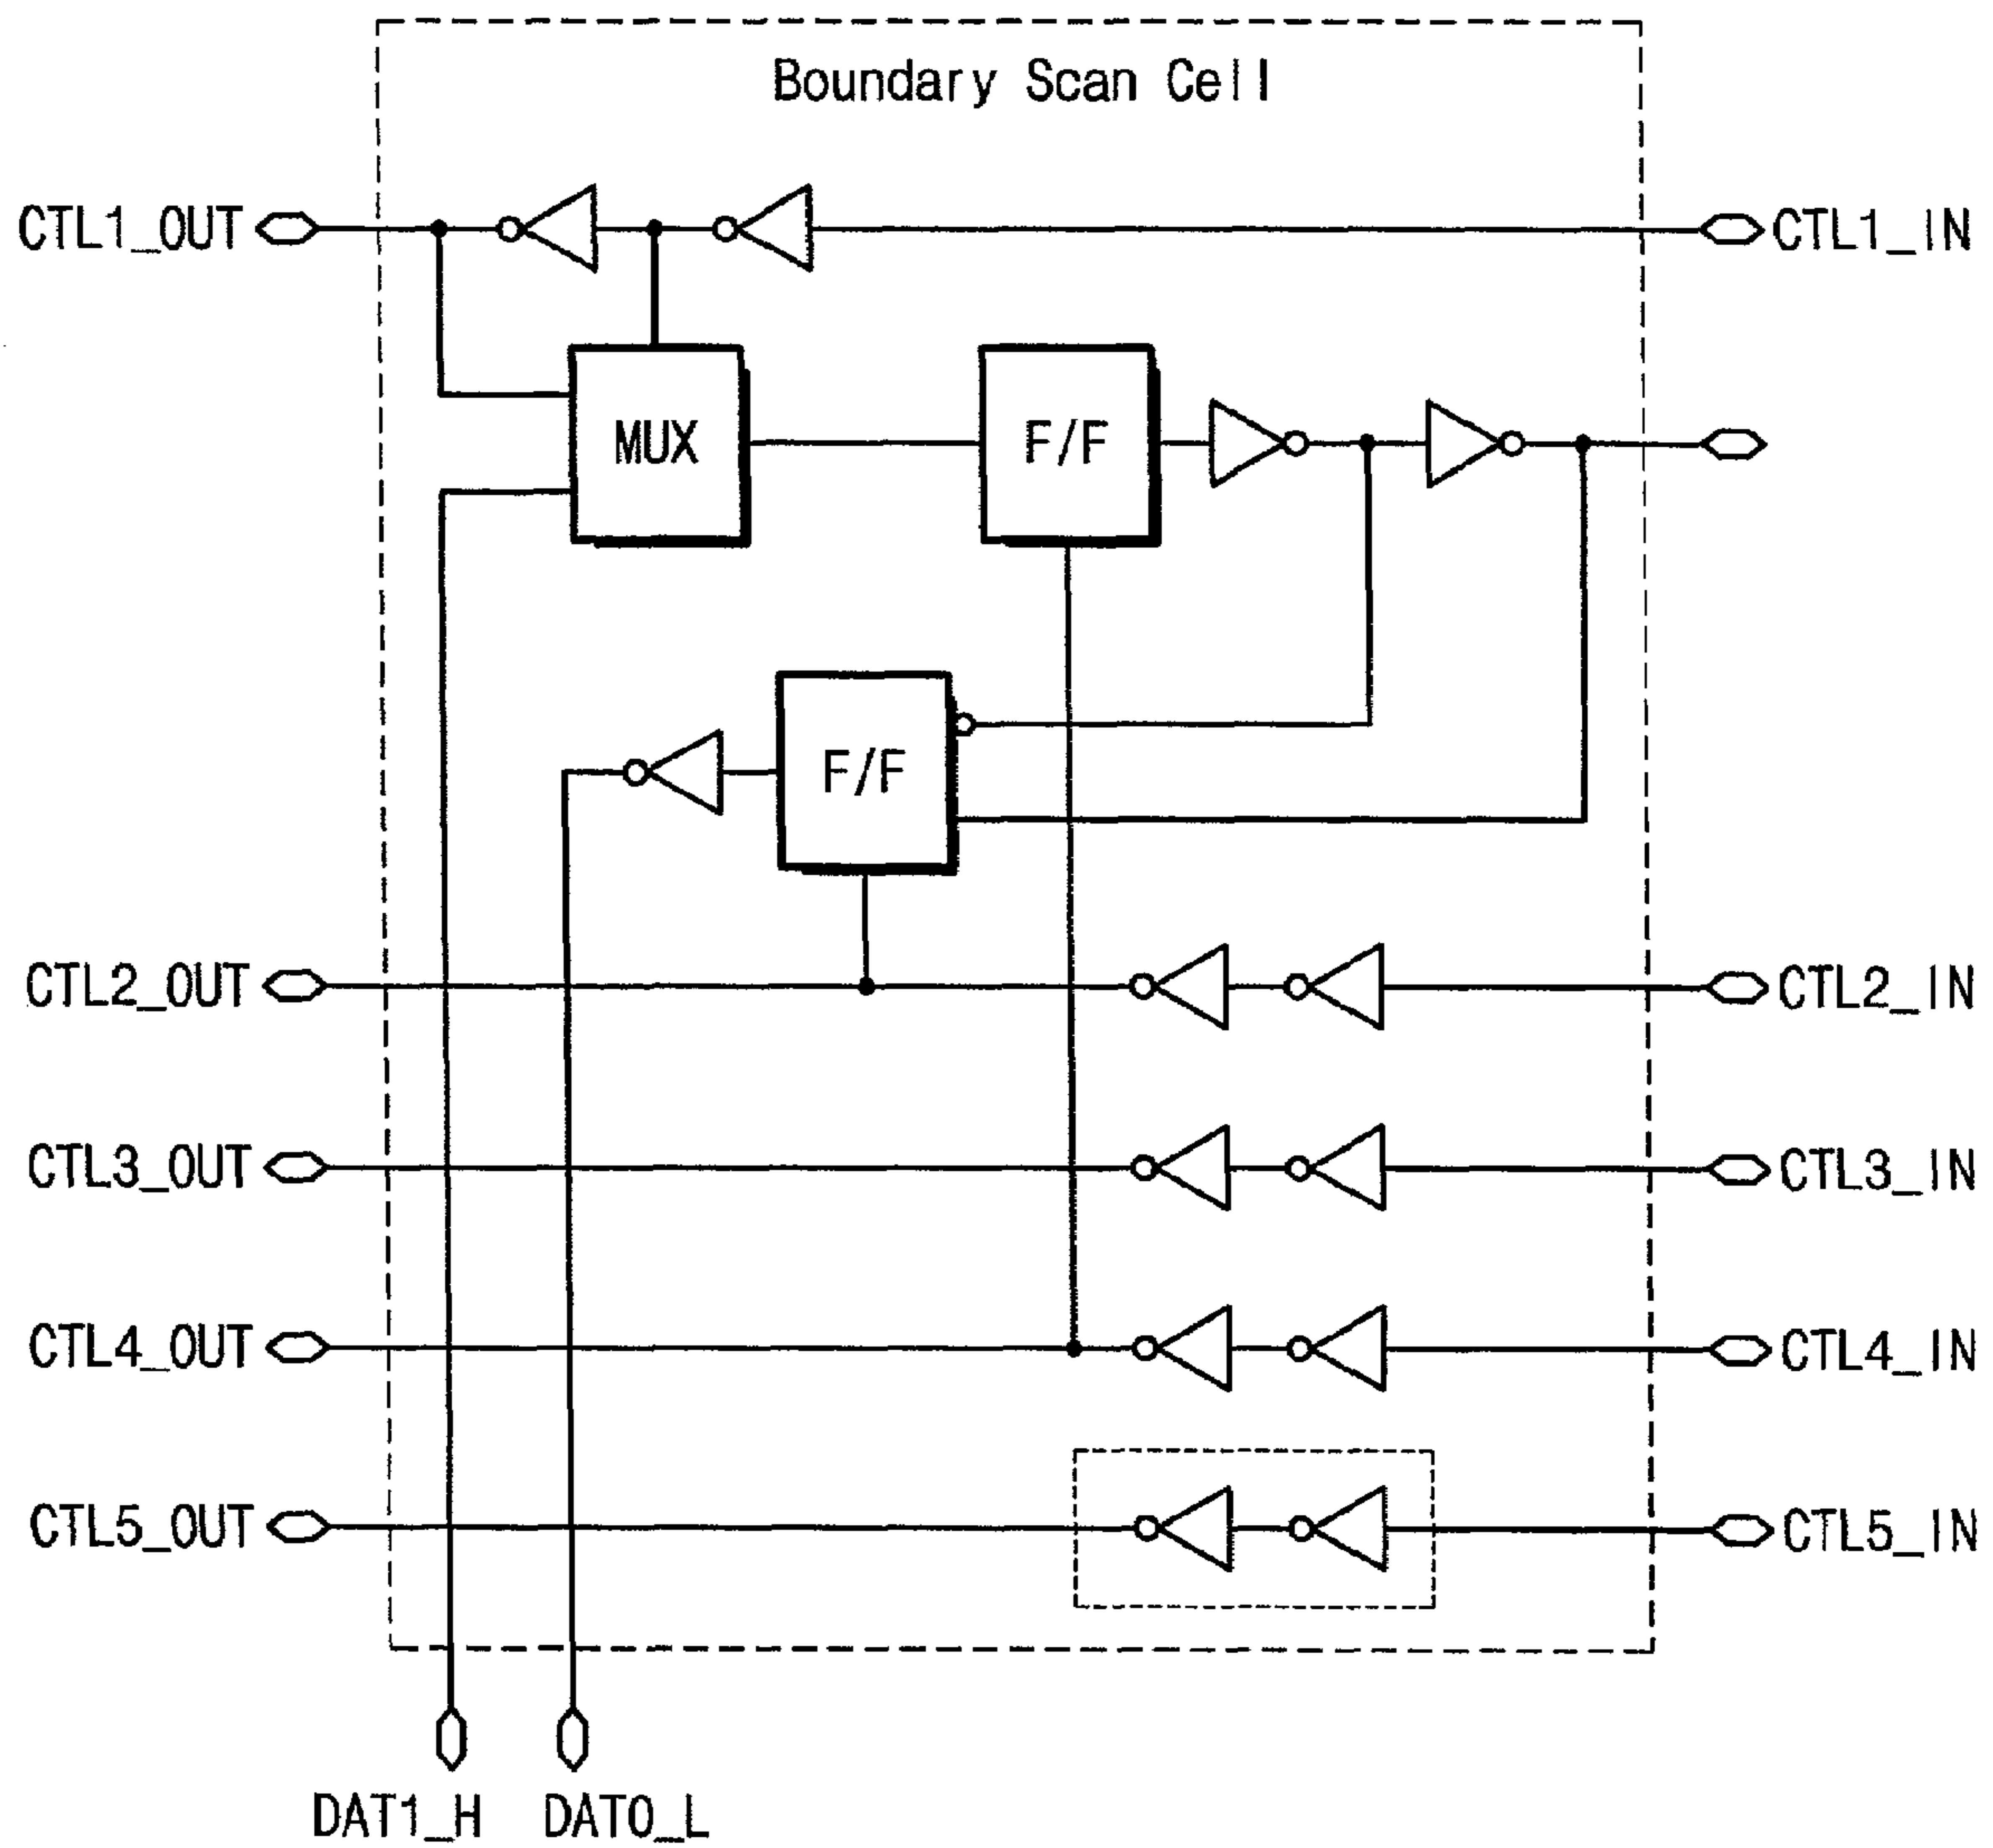 Boundary Scan Cell
CTL1_OUT
CTL1_IN
MUX
F/F
F/F
CTL2_OUT
CTL2_IN
CTL3_OUT
CTL3_IN
CTL4_OUT
CTL4_IN
CTL5_OUT
CTL5_IN
DAT1_H
DAT0_L